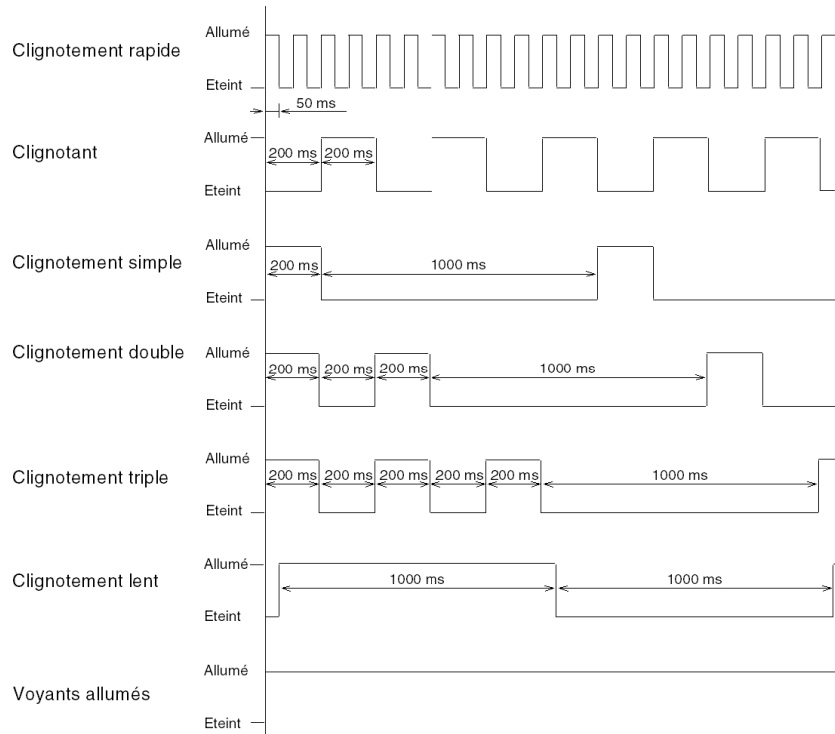 Allumé
Clignotement rapide
Eteint
50 ms
Allumé
Clignotant
200 ms 200 ms
Eteint
Allumé
Clignotement simple
200 ms 1000 ms
Eteint
Clignotement double
Allumé
200 ms 200 ms 200 ms 1000 ms
Eteint
Allumé
Clignotement triple
200 ms 200 ms 200 ms 200 ms 200 ms 1000 ms
Eteint
Allumé
Clignotement lent
1000 ms 1000 ms
Eteint
Allumé
Voyants allumés
Eteint